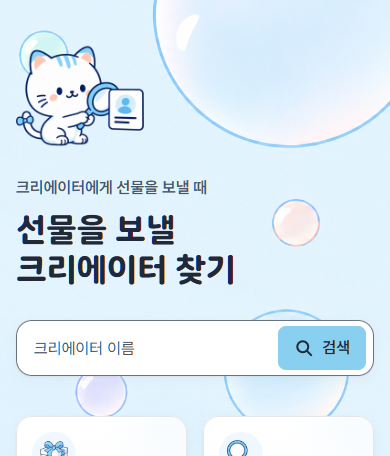 크리에이터에게 선물을 보낼 때
선물을 보낼
크리에이터 찾기
크리에이터 이름
검색